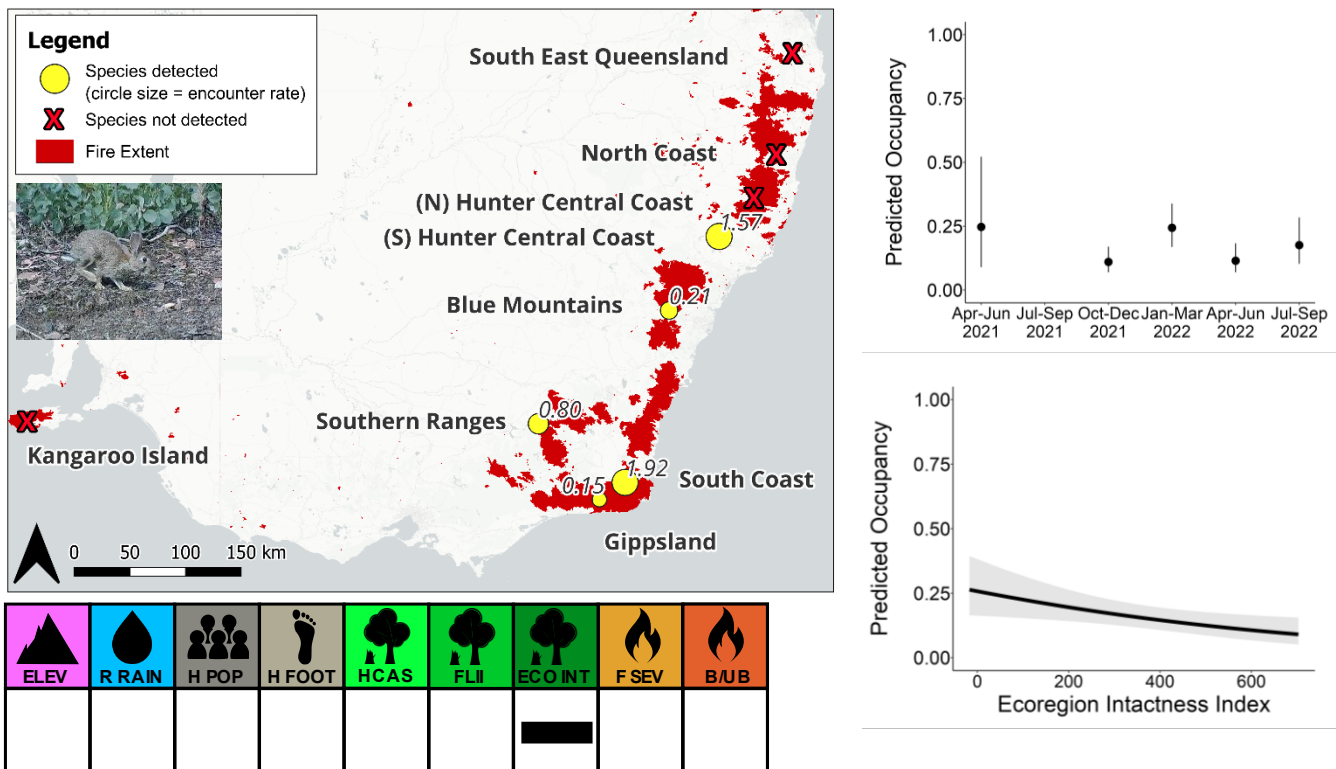 Legend
Species detected
(circle size = encounter rate)
X Species not detected
Fire Extent
South East Queensland
X
North Coast
X
(N) Hunter Central Coast
X
1.57
(S) Hunter Central Coast
0.21
Blue Mountains
0.80
Southern Ranges
X
Kangaroo Island
1.92
0.15
South Coast
Gippsland
0 50 100 150 km
ELEV R RAIN H POP H FOOT HCAS FLII ECO INT F SEV B/UB
Predicted Occupancy
1.00
0.75
0.50
0.25
0.00
Apr-Jun Jul-Sep Oct-Dec Jan-Mar Apr-Jun Jul-Sep
2021 2021 2021 2022 2022 2022
Predicted Occupancy
1.00
0.75
0.50
0.25
0.00
0 200 400 600
Ecoregion Intactness Index